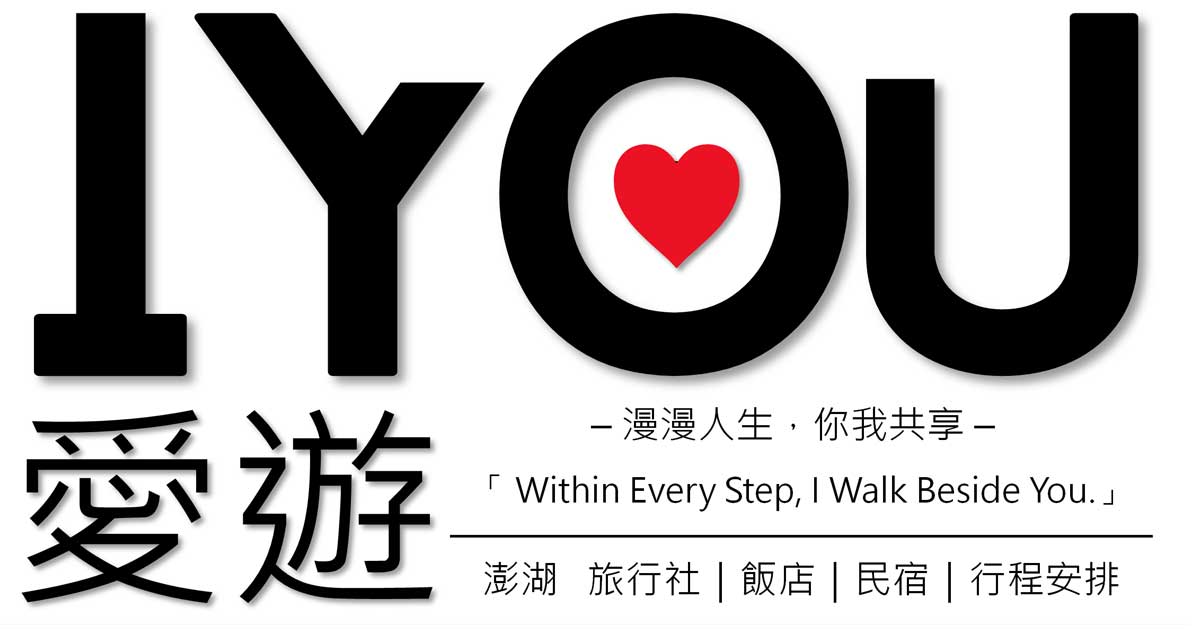 IYOU
愛遊
– 漫漫人生，你我共享 –
「 Within Every Step, I Walk Beside You.」
澎湖 旅行社 | 飯店 | 民宿 | 行程安排